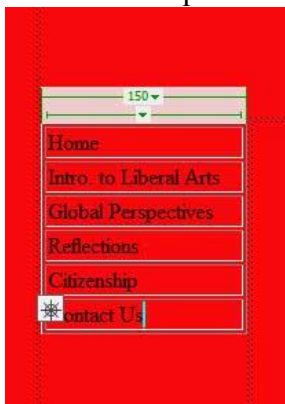 150
Home
Intro. to Liberal Arts
Global Perspectives
Reflections
Citizenship
ontact Us